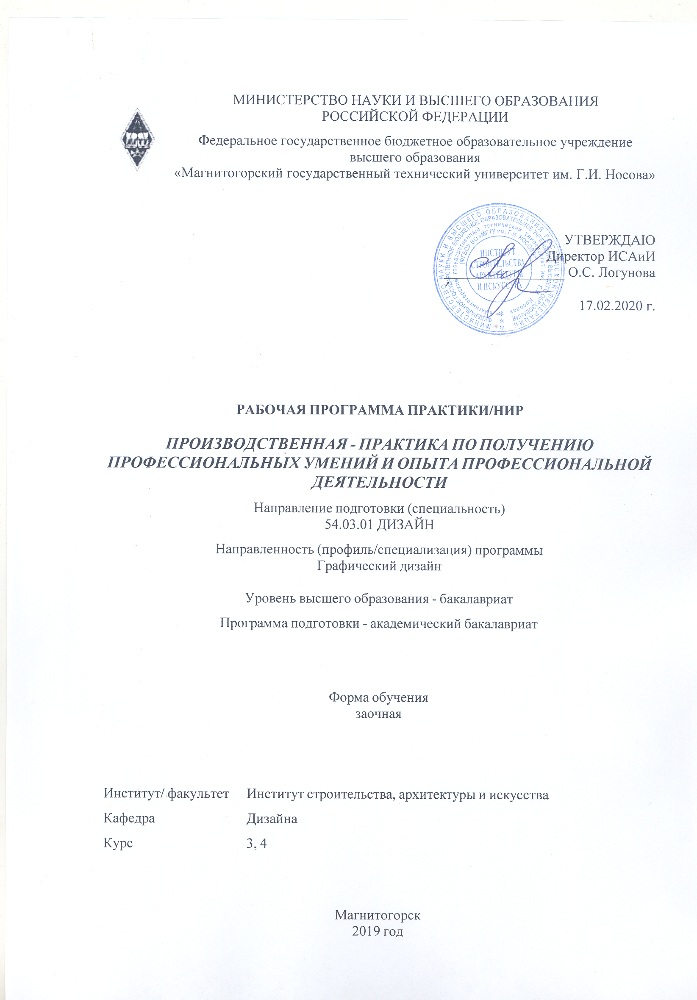 МИНИСТЕРСТВО НАУКИ И ВЫСШЕГО ОБРАЗОВАНИЯ
РОССИЙСКОЙ ФЕДЕРАЦИИ
МГТУ
Федеральное государственное бюджетное образовательное учреждение
высшего образования
«Магнитогорский государственный технический университет им. Г.И. Носова»
МИНИСТЕРСТВО НАУКИ И ВЫСШЕГО ОБРАЗОВАНИЯ РОССИЙСКОЙ ФЕДЕРАЦИИ
ФЕДЕРАЛЬНОЕ ГОСУДАРСТВЕННОЕ БЮДЖЕТНОЕ ОБРАЗОВАТЕЛЬНОЕ УЧРЕЖДЕНИЕ ВЫСШЕГО ОБРАЗОВАНИЯ
«Магнитогорский государственный технический университет им. Г.И. Носова»
(ФГБОУ ВО «МГТУ им. Г.И. НОСОВА»)
ИНСТИТУТ
СТРОИТЕЛЬСТВА,
АРХИТЕКТУРЫ
И ИСКУССТВА
УТВЕРЖДАЮ
Директор ИСАиИ
О.С. Логунова
17.02.2020 г.
РАБОЧАЯ ПРОГРАММА ПРАКТИКИ/НИР
ПРОИЗВОДСТВЕННАЯ - ПРАКТИКА ПО ПОЛУЧЕНИЮ
ПРОФЕССИОНАЛЬНЫХ УМЕНИЙ И ОПЫТА ПРОФЕССИОНАЛЬНОЙ
ДЕЯТЕЛЬНОСТИ
Направление подготовки (специальность)
54.03.01 ДИЗАЙН
Направленность (профиль/специализация) программы
Графический дизайн
Уровень высшего образования - бакалавриат
Программа подготовки - академический бакалавриат
Форма обучения
заочная
Институт/ факультет Институт строительства, архитектуры и искусства
Кафедра Дизайна
Курс 3, 4
Магнитогорск
2019 год